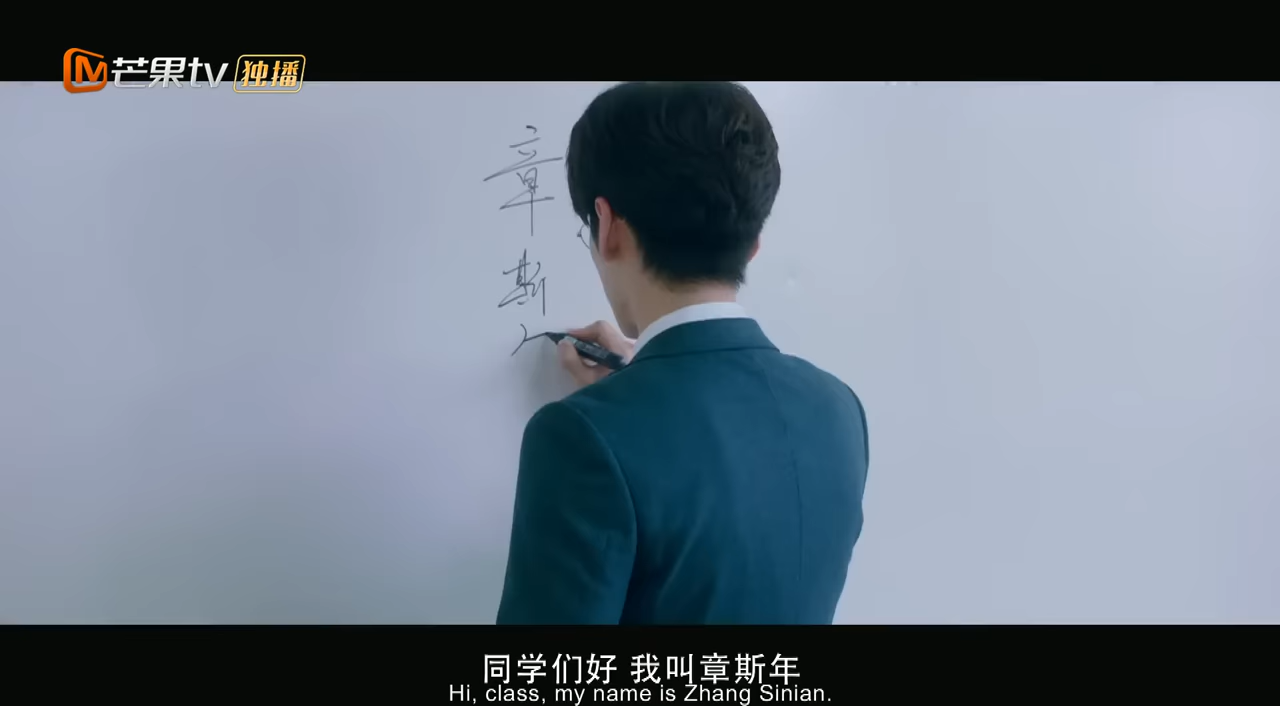 芒果tv 独播
章
斯
同学们好 我叫章斯年
Hi, class, my name is Zhang Sinian.